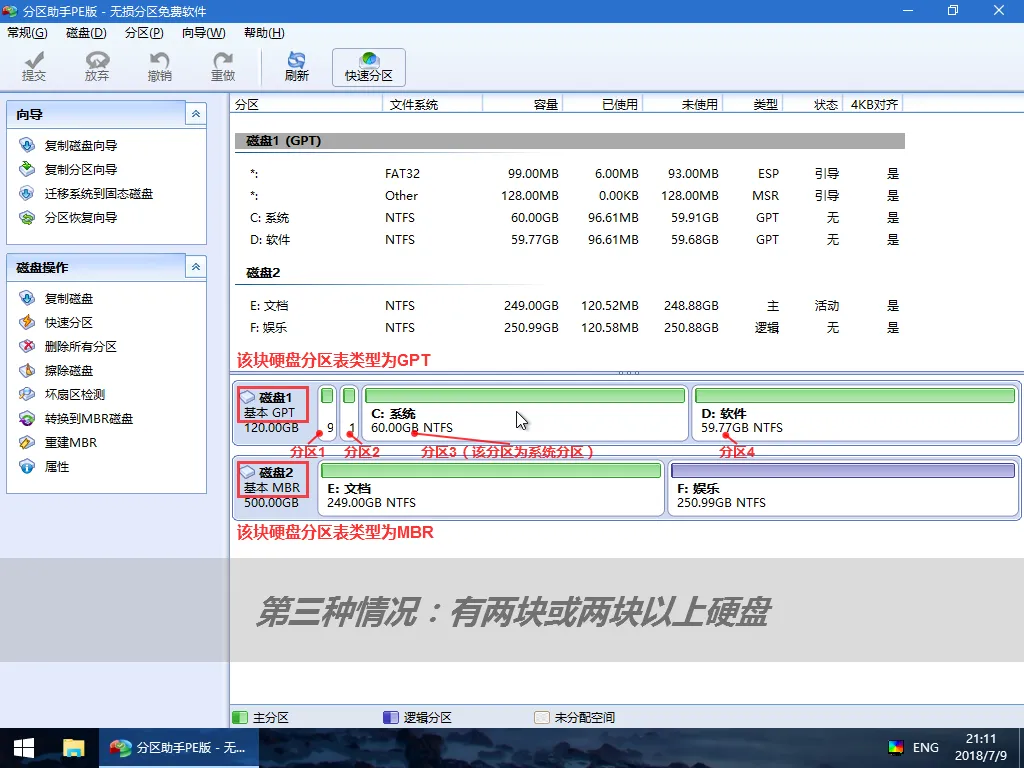 分区助手PE版 - 无损分区免费软件
常规(G) 磁盘(D) 分区(P) 向导(W) 帮助(H)
提交 放弃 撤销 重做 刷新 快速分区
向导
复制磁盘向导
复制分区向导
迁移系统到固态磁盘
分区恢复向导
磁盘操作
复制磁盘
快速分区
删除所有分区
擦除磁盘
坏扇区检测
转换到MBR磁盘
重建MBR
属性
分区 文件系统 容量 已使用 未使用 类型 状态 4KB对齐
磁盘1 (GPT)
*: FAT32 99.00MB 6.00MB 93.00MB ESP 引导 是
*: Other 128.00MB 0.00KB 128.00MB MSR 引导 是
C: 系统 NTFS 60.00GB 96.61MB 59.91GB GPT 无 是
D: 软件 NTFS 59.77GB 96.61MB 59.68GB GPT 无 是
磁盘2
E: 文档 NTFS 249.00GB 120.52MB 248.88GB 主 活动 是
F: 娱乐 NTFS 250.99GB 120.58MB 250.88GB 逻辑 无 是
该块硬盘分区表类型为GPT
磁盘1
基本 GPT
120.00GB
9
1
C: 系统
60.00GB NTFS
D: 软件
59.77GB NTFS
分区1 分区2 分区3（该分区为系统分区） 分区4
磁盘2
基本 MBR
500.00GB
E: 文档
249.00GB NTFS
F: 娱乐
250.99GB NTFS
该块硬盘分区表类型为MBR
第三种情况：有两块或两块以上硬盘
主分区 逻辑分区 未分配空间
分区助手PE版 - 无...
ENG
21:11
2018/7/9